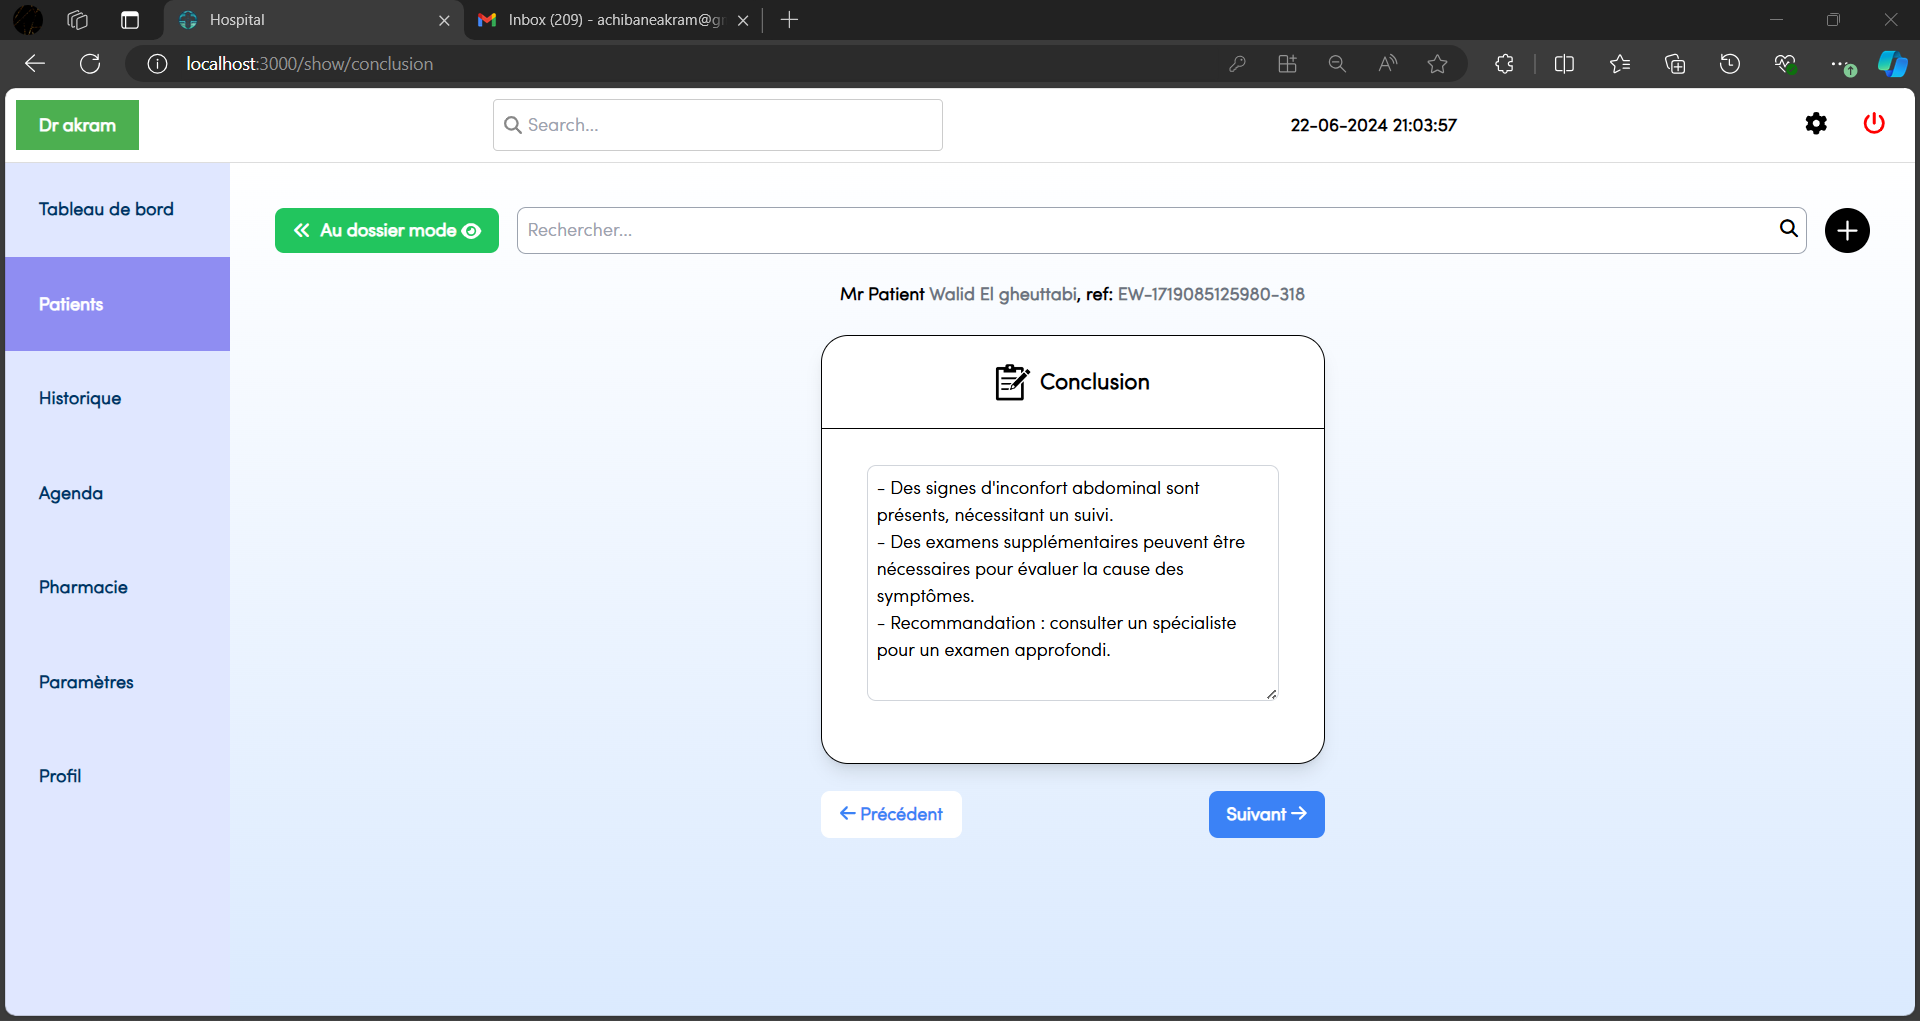 Hospital
Inbox (209) - achibaneakram@gr
localhost:3000/show/conclusion
Dr akram
Search...
22-06-2024 21:03:57
Tableau de bord
Patients
Historique
Agenda
Pharmacie
Paramètres
Profil
Au dossier mode
Rechercher...
Mr Patient Walid El gheuttabi, ref: EW-1719085125980-318
Conclusion
- Des signes d'inconfort abdominal sont
présents, nécessitant un suivi.
- Des examens supplémentaires peuvent être
nécessaires pour évaluer la cause des
symptômes.
- Recommandation : consulter un spécialiste
pour un examen approfondi.
← Précédent
Suivant →